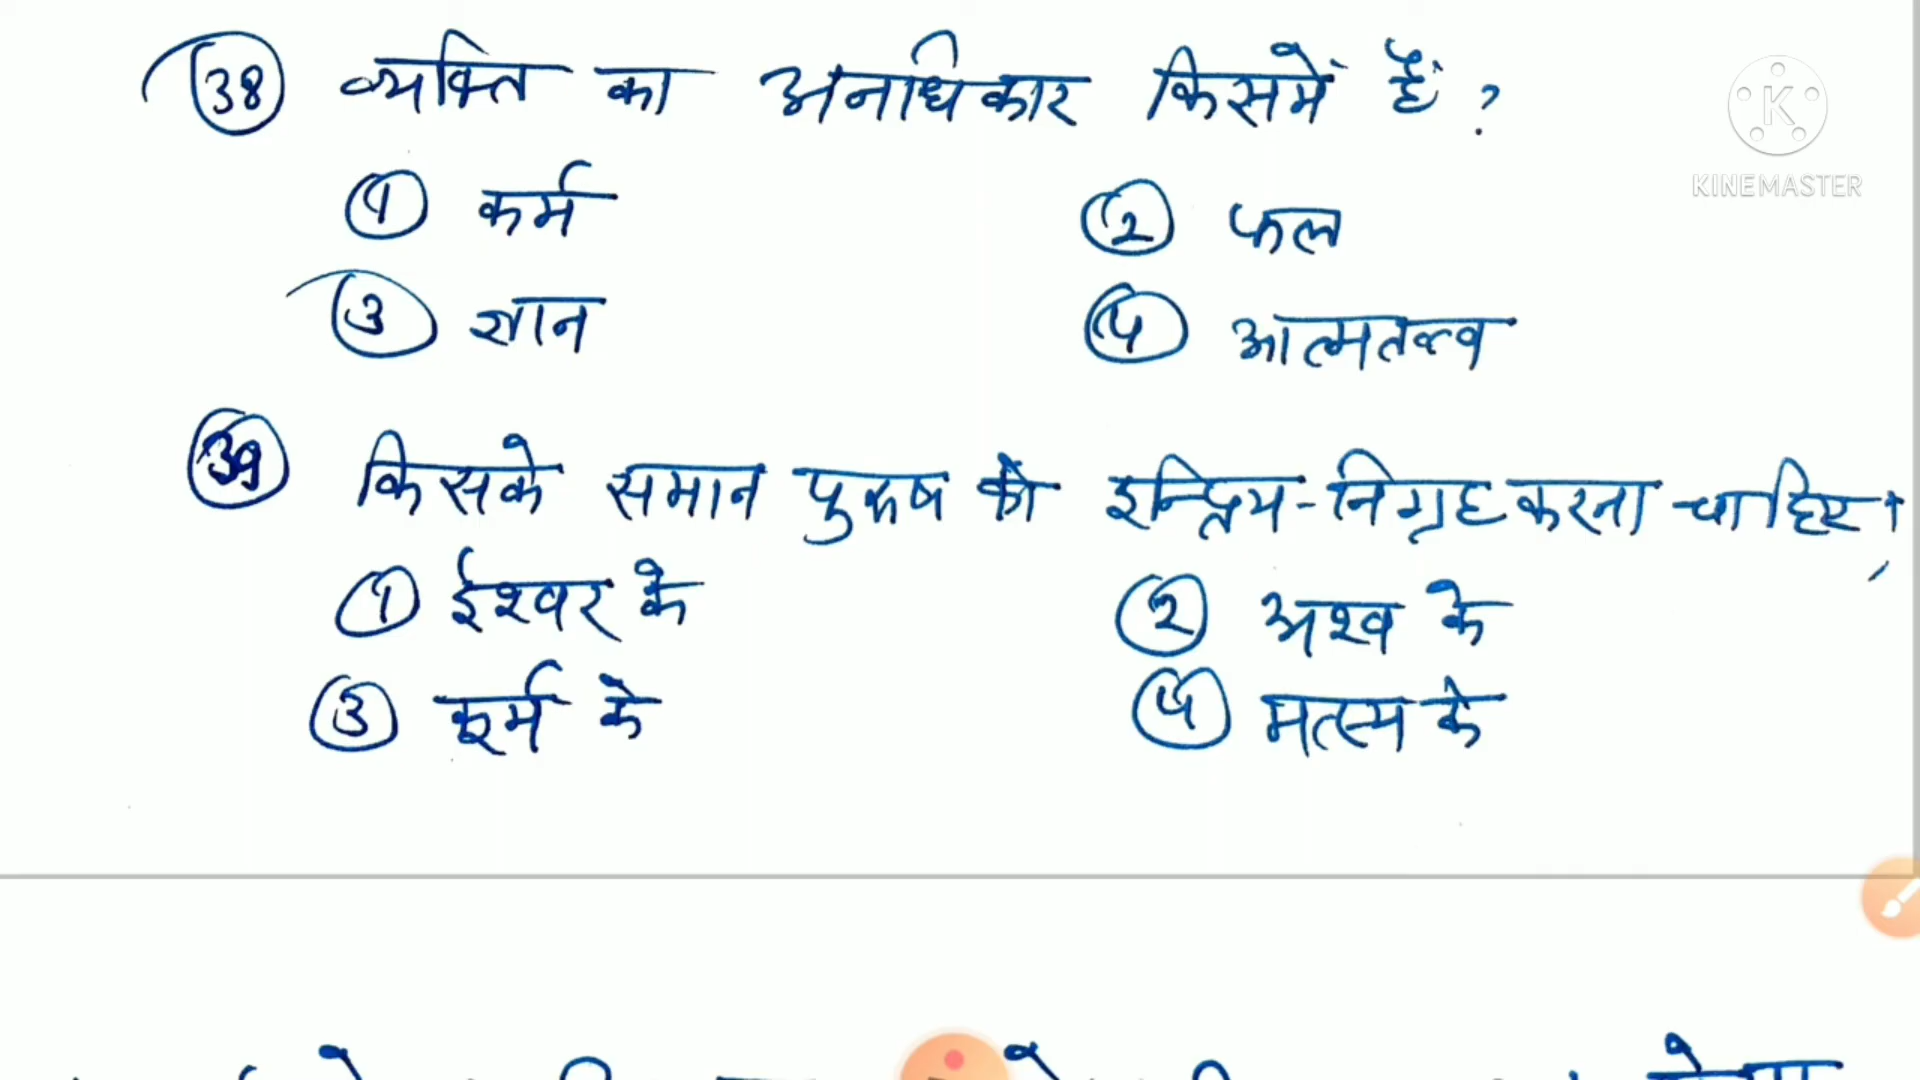 38 व्यक्ति का अनाधिकार किसमें हैं ?
1 कर्म
2 फल
3 ज्ञान
4 आत्मतत्त्व
39 किसके समान पुरुष को इन्द्रिय-निग्रह करना चाहिए।
1 ईश्वर के
2 अश्व के
3 कूर्म के
4 मत्स्य के
KINEMASTER